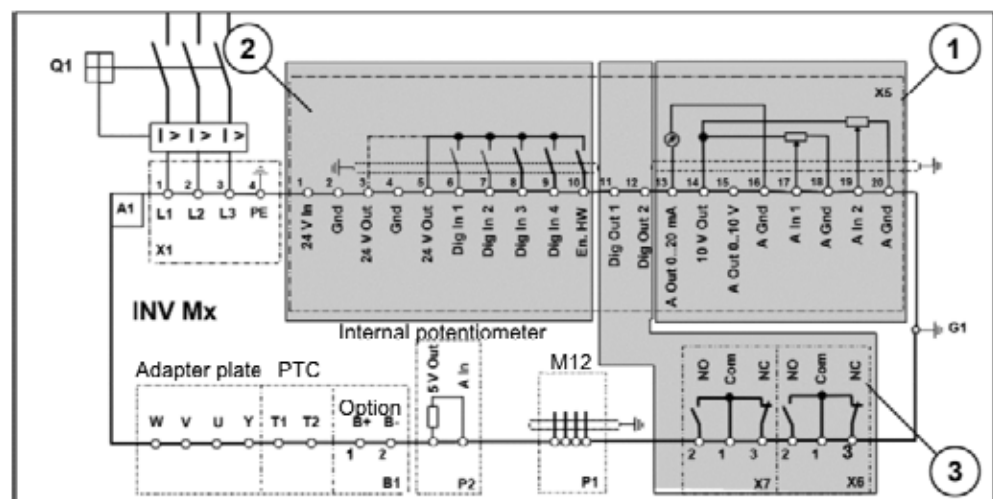 2
1
Q1
X5
I > I > I >
1 2 3 4
1 2 3 4 5 6 7 8 9 10 11 12 13 14 15 16 17 18 19 20
A1
L1 L2 L3 PE
X1
24 V In
Gnd
24 V Out
Gnd
24 V Out
Dig In 1
Dig In 2
Dig In 3
Dig In 4
En. HW
Dig Out 1
Dig Out 2
A Out 0...20 mA
10 V Out
A Out 0...10 V
A Gnd
A In 1
A Gnd
A In 2
A Gnd
INV Mx
G1
Internal potentiometer
Adapter plate PTC
Option
W V U Y T1 T2 B+ B-
1 2
B1
5 V Out
A In
P2
M12
P1
NO Com NC NO Com NC
2 1 3 2 1 3
X7 X6
3